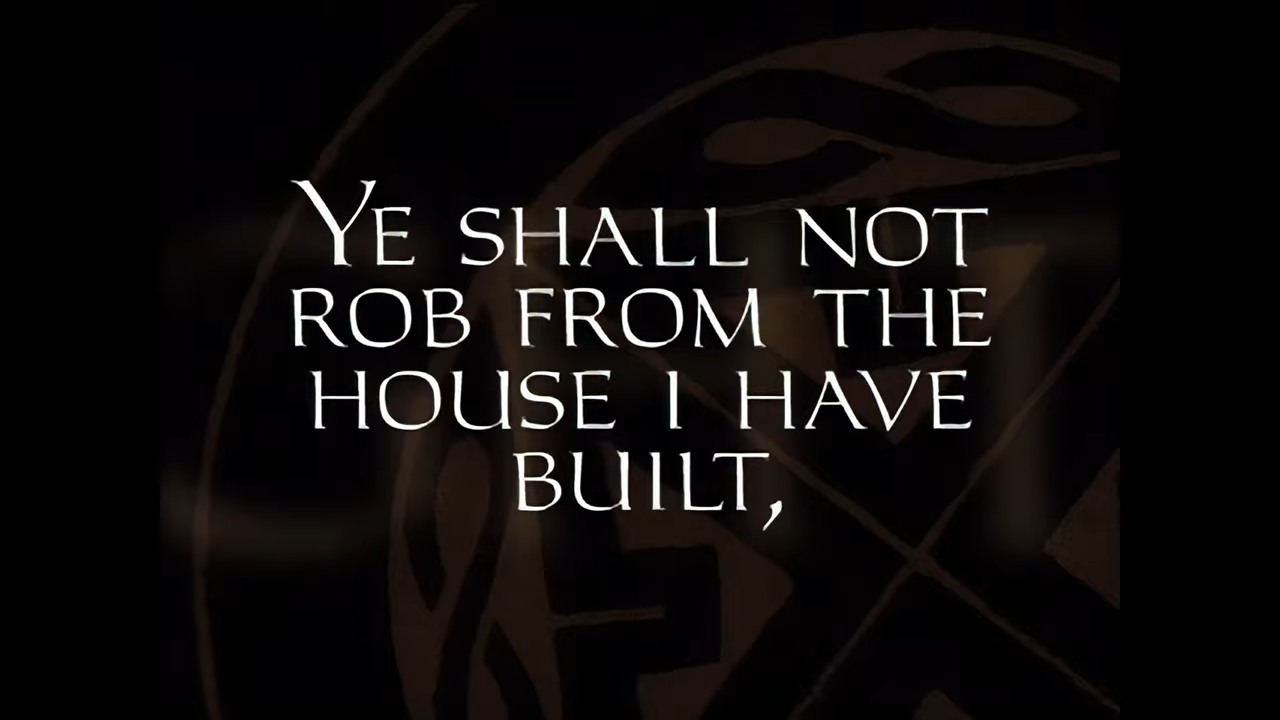 Ye shall not
rob from the
house I have
built,